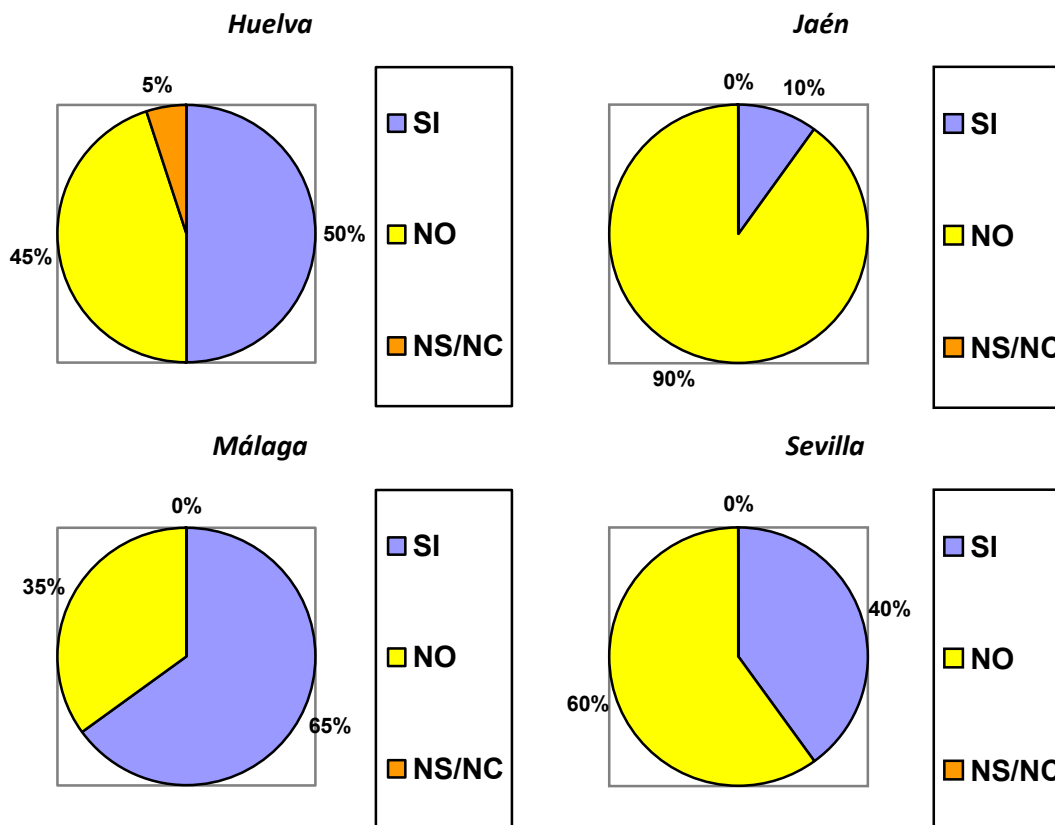 Huelva
5%
50%
45%
SI
NO
NS/NC
Jaén
0%
10%
90%
SI
NO
NS/NC
Málaga
0%
35%
65%
SI
NO
NS/NC
Sevilla
0%
40%
60%
SI
NO
NS/NC